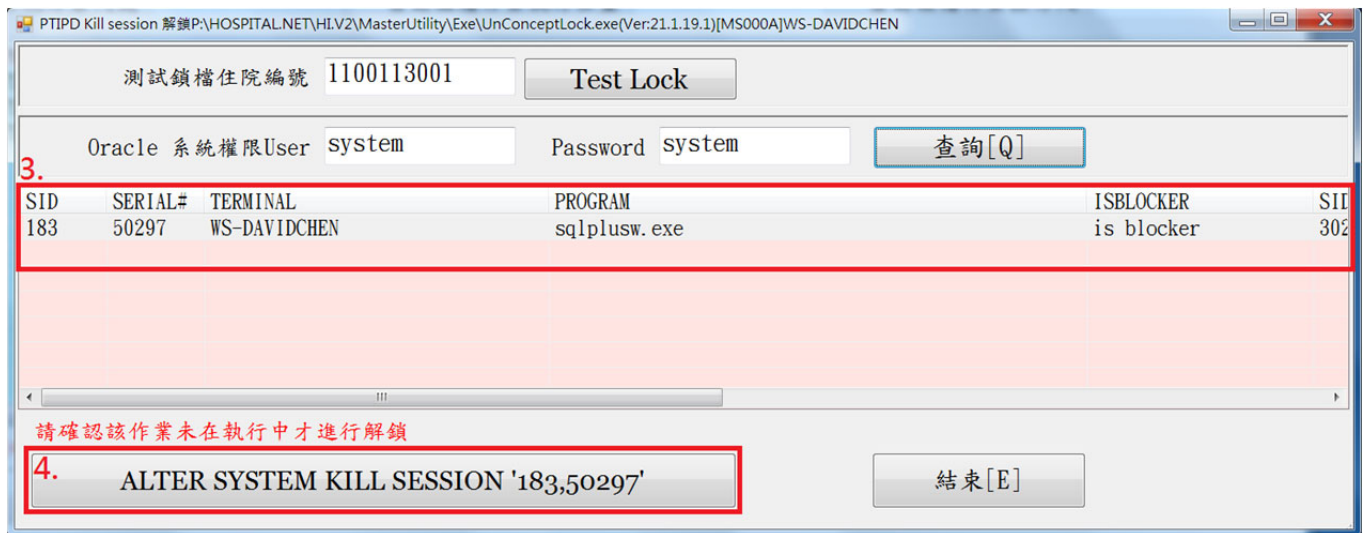 PTIPD Kill session 解鎖P:\HOSPITAL.NET\HI.V2\MasterUtility\Exe\UnConceptLock.exe(Ver:21.1.19.1)[MS000A]WS-DAVIDCHEN
測試鎖檔住院編號 1100113001 Test Lock
Oracle 系統權限User system Password system 查詢[Q]
3.
SID SERIAL# TERMINAL PROGRAM ISBLOCKER SID
183 50297 WS-DAVIDCHEN sqlplusw.exe is blocker 302
請確認該作業未在執行中才進行解鎖
4. ALTER SYSTEM KILL SESSION '183,50297' 結束[E]